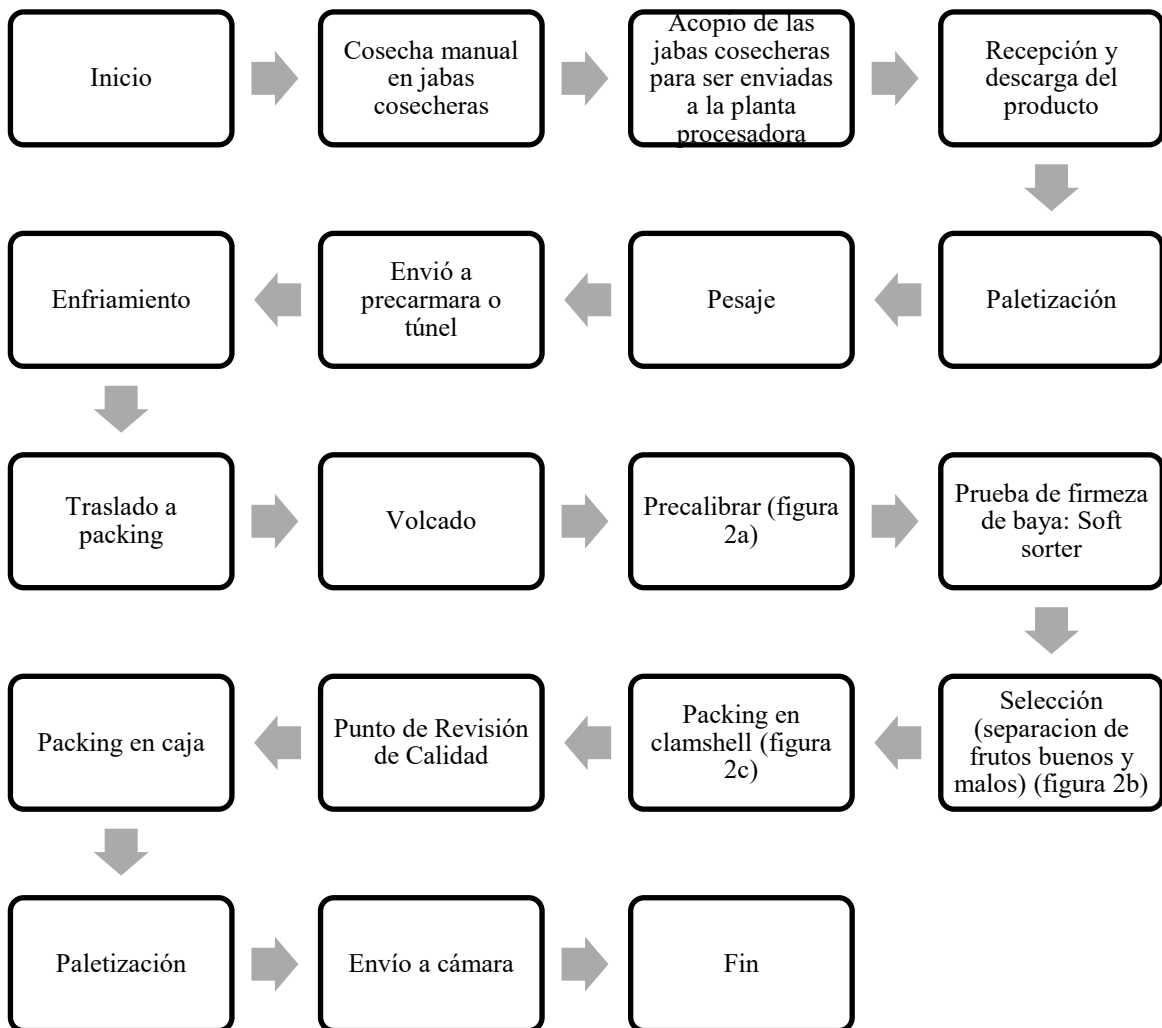 Inicio
Cosecha manual
en jabas
cosecheras
Acopio de las
jabas cosecheras
para ser enviadas
a la planta
procesadora
Recepción y
descarga del
producto
Paletización
Pesaje
Envió a
precarmara o
túnel
Enfriamiento
Traslado a
packing
Volcado
Precalibrar (figura
2a)
Prueba de firmeza
de baya: Soft
sorter
Selección
(separacion de
frutos buenos y
malos) (figura 2b)
Packing en
clamshell (figura
2c)
Punto de Revisión
de Calidad
Packing en caja
Paletización
Envío a cámara
Fin